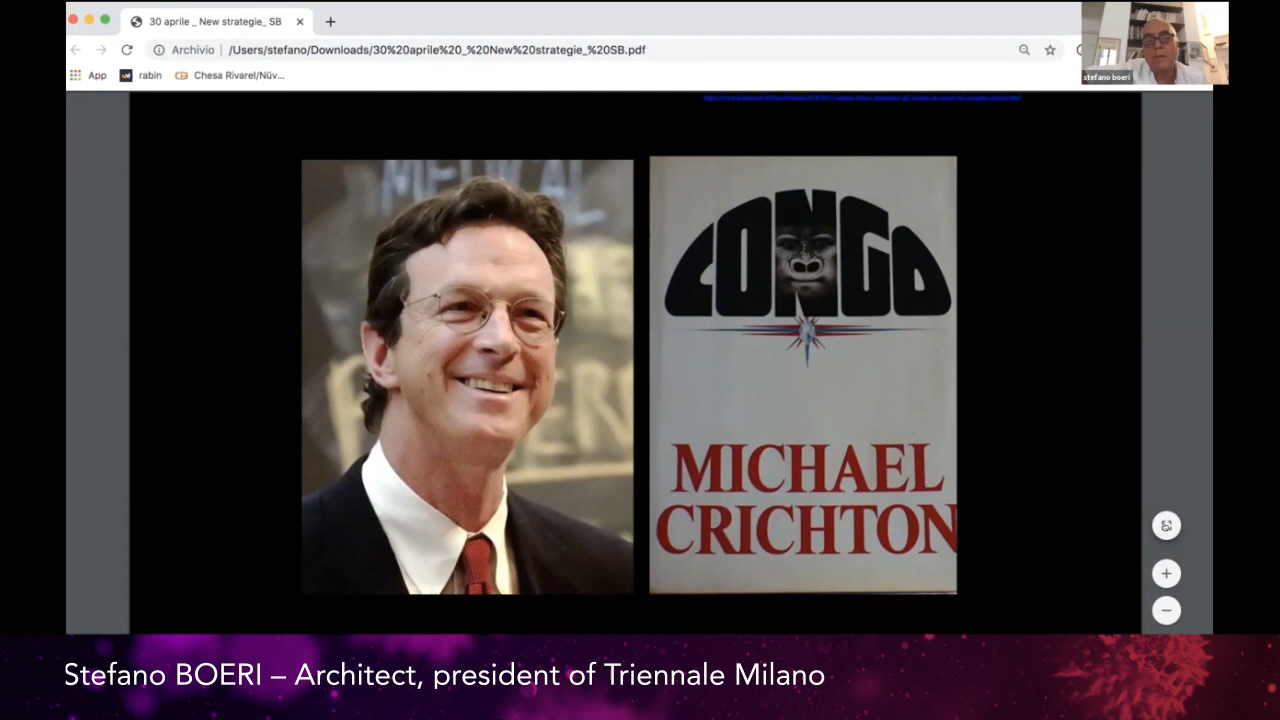 30 aprile _ New strategie_ SB
Archivio | /Users/stefano/Downloads/30%20aprile%20_%20New%20strategie_%20SB.pdf
App rabin Chesa Rivarel/Nüv...
stefano boeri
MEDICAL
CONGO
MICHAEL
CRICHTON
Stefano BOERI – Architect, president of Triennale Milano